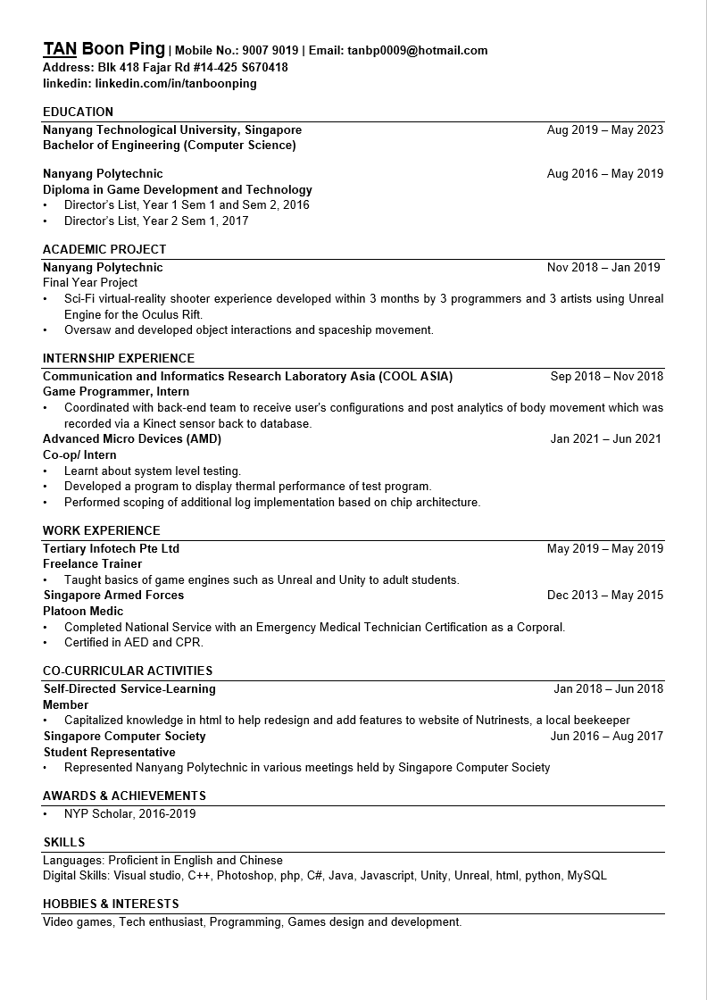 TAN Boon Ping | Mobile No.: 9007 9019 | Email: tanbp0009@hotmail.com
Address: Blk 418 Fajar Rd #14-425 S670418
linkedin: linkedin.com/in/tanboonping
EDUCATION
Nanyang Technological University, Singapore Aug 2019 – May 2023
Bachelor of Engineering (Computer Science)
Nanyang Polytechnic Aug 2016 – May 2019
Diploma in Game Development and Technology
• Director's List, Year 1 Sem 1 and Sem 2, 2016
• Director's List, Year 2 Sem 1, 2017
ACADEMIC PROJECT
Nanyang Polytechnic Nov 2018 – Jan 2019
Final Year Project
• Sci-Fi virtual-reality shooter experience developed within 3 months by 3 programmers and 3 artists using Unreal
Engine for the Oculus Rift.
• Oversaw and developed object interactions and spaceship movement.
INTERNSHIP EXPERIENCE
Communication and Informatics Research Laboratory Asia (COOL ASIA) Sep 2018 – Nov 2018
Game Programmer, Intern
• Coordinated with back-end team to receive user's configurations and post analytics of body movement which was
recorded via a Kinect sensor back to database.
Advanced Micro Devices (AMD) Jan 2021 – Jun 2021
Co-op/ Intern
• Learnt about system level testing.
• Developed a program to display thermal performance of test program.
• Performed scoping of additional log implementation based on chip architecture.
WORK EXPERIENCE
Tertiary Infotech Pte Ltd May 2019 – May 2019
Freelance Trainer
• Taught basics of game engines such as Unreal and Unity to adult students.
Singapore Armed Forces Dec 2013 – May 2015
Platoon Medic
• Completed National Service with an Emergency Medical Technician Certification as a Corporal.
• Certified in AED and CPR.
CO-CURRICULAR ACTIVITIES
Self-Directed Service-Learning Jan 2018 – Jun 2018
Member
• Capitalized knowledge in html to help redesign and add features to website of Nutrinests, a local beekeeper
Singapore Computer Society Jun 2016 – Aug 2017
Student Representative
• Represented Nanyang Polytechnic in various meetings held by Singapore Computer Society
AWARDS & ACHIEVEMENTS
• NYP Scholar, 2016-2019
SKILLS
Languages: Proficient in English and Chinese
Digital Skills: Visual studio, C++, Photoshop, php, C#, Java, Javascript, Unity, Unreal, html, python, MySQL
HOBBIES & INTERESTS
Video games, Tech enthusiast, Programming, Games design and development.